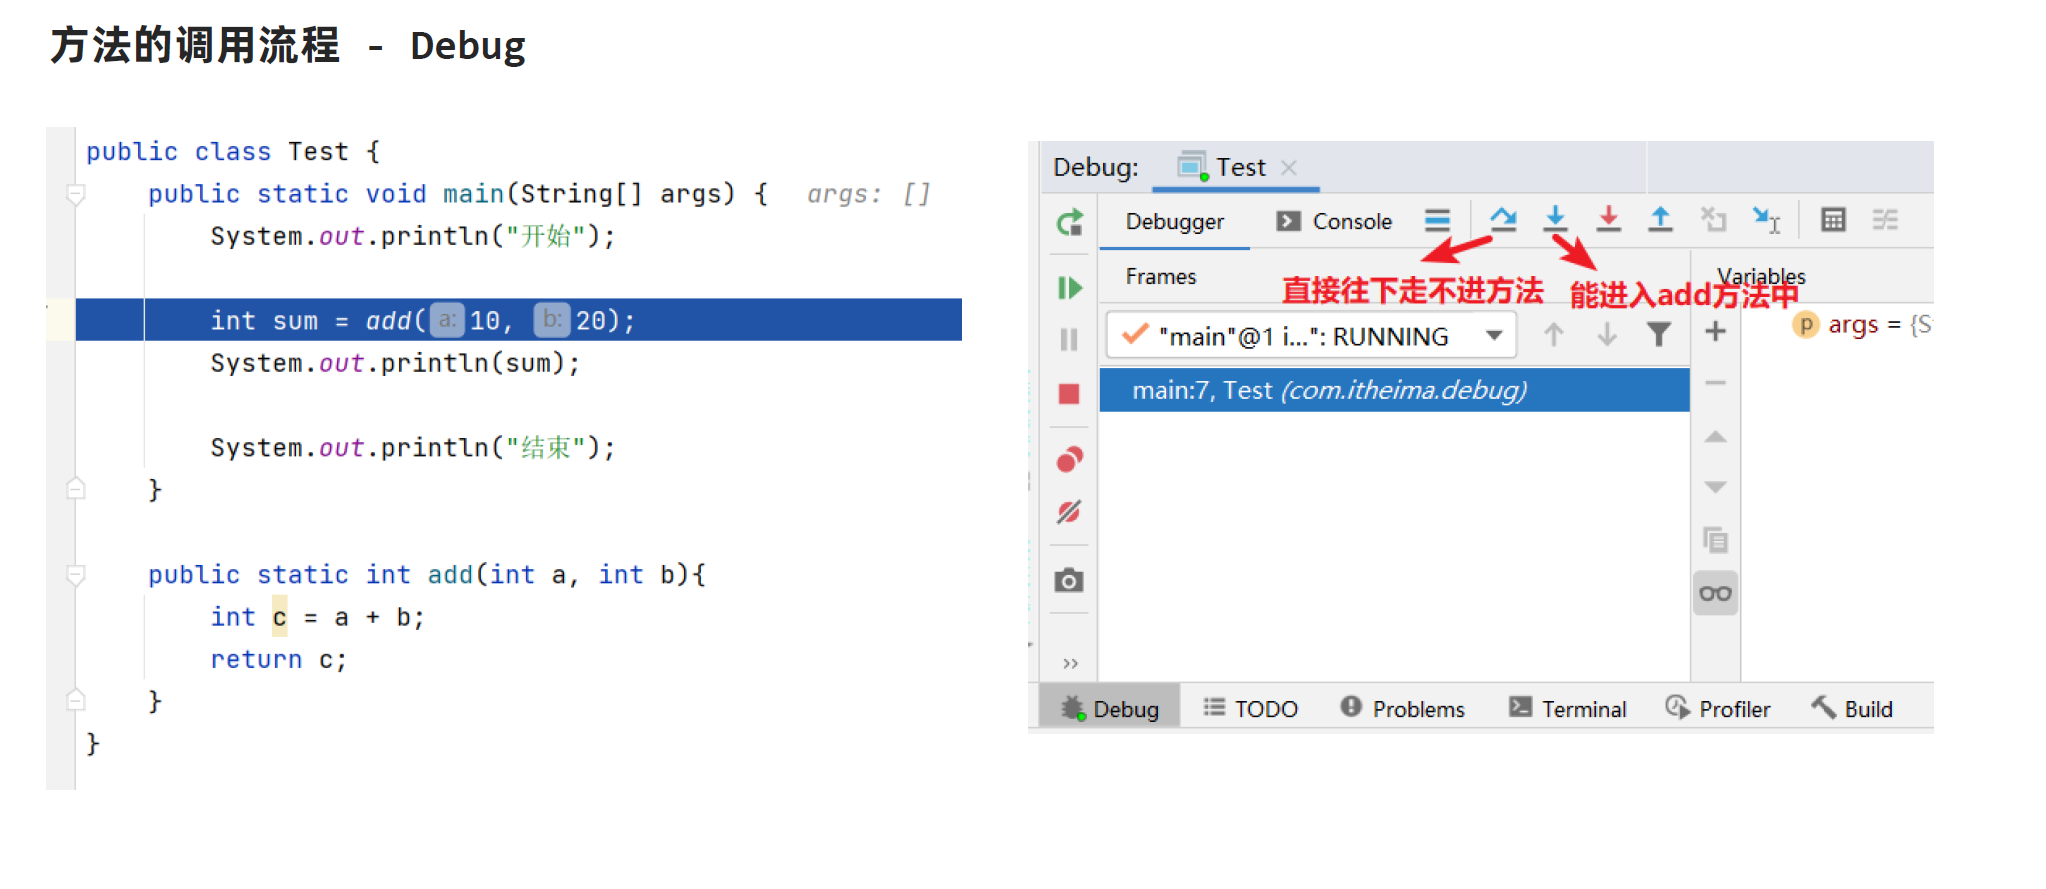 方法的调用流程 - Debug
public class Test {
public static void main(String[] args) { args: []
System.out.println("开始");
int sum = add( a: 10, b: 20);
System.out.println(sum);
System.out.println("结束");
}
public static int add(int a, int b){
int c = a + b;
return c;
}
}
Debug: Test
Debugger Console
Frames Variables
直接往下走不进方法 能进入add方法中
"main"@1 i...": RUNNING
args = {S
main:7, Test (com.itheima.debug)
Debug TODO Problems Terminal Profiler Build